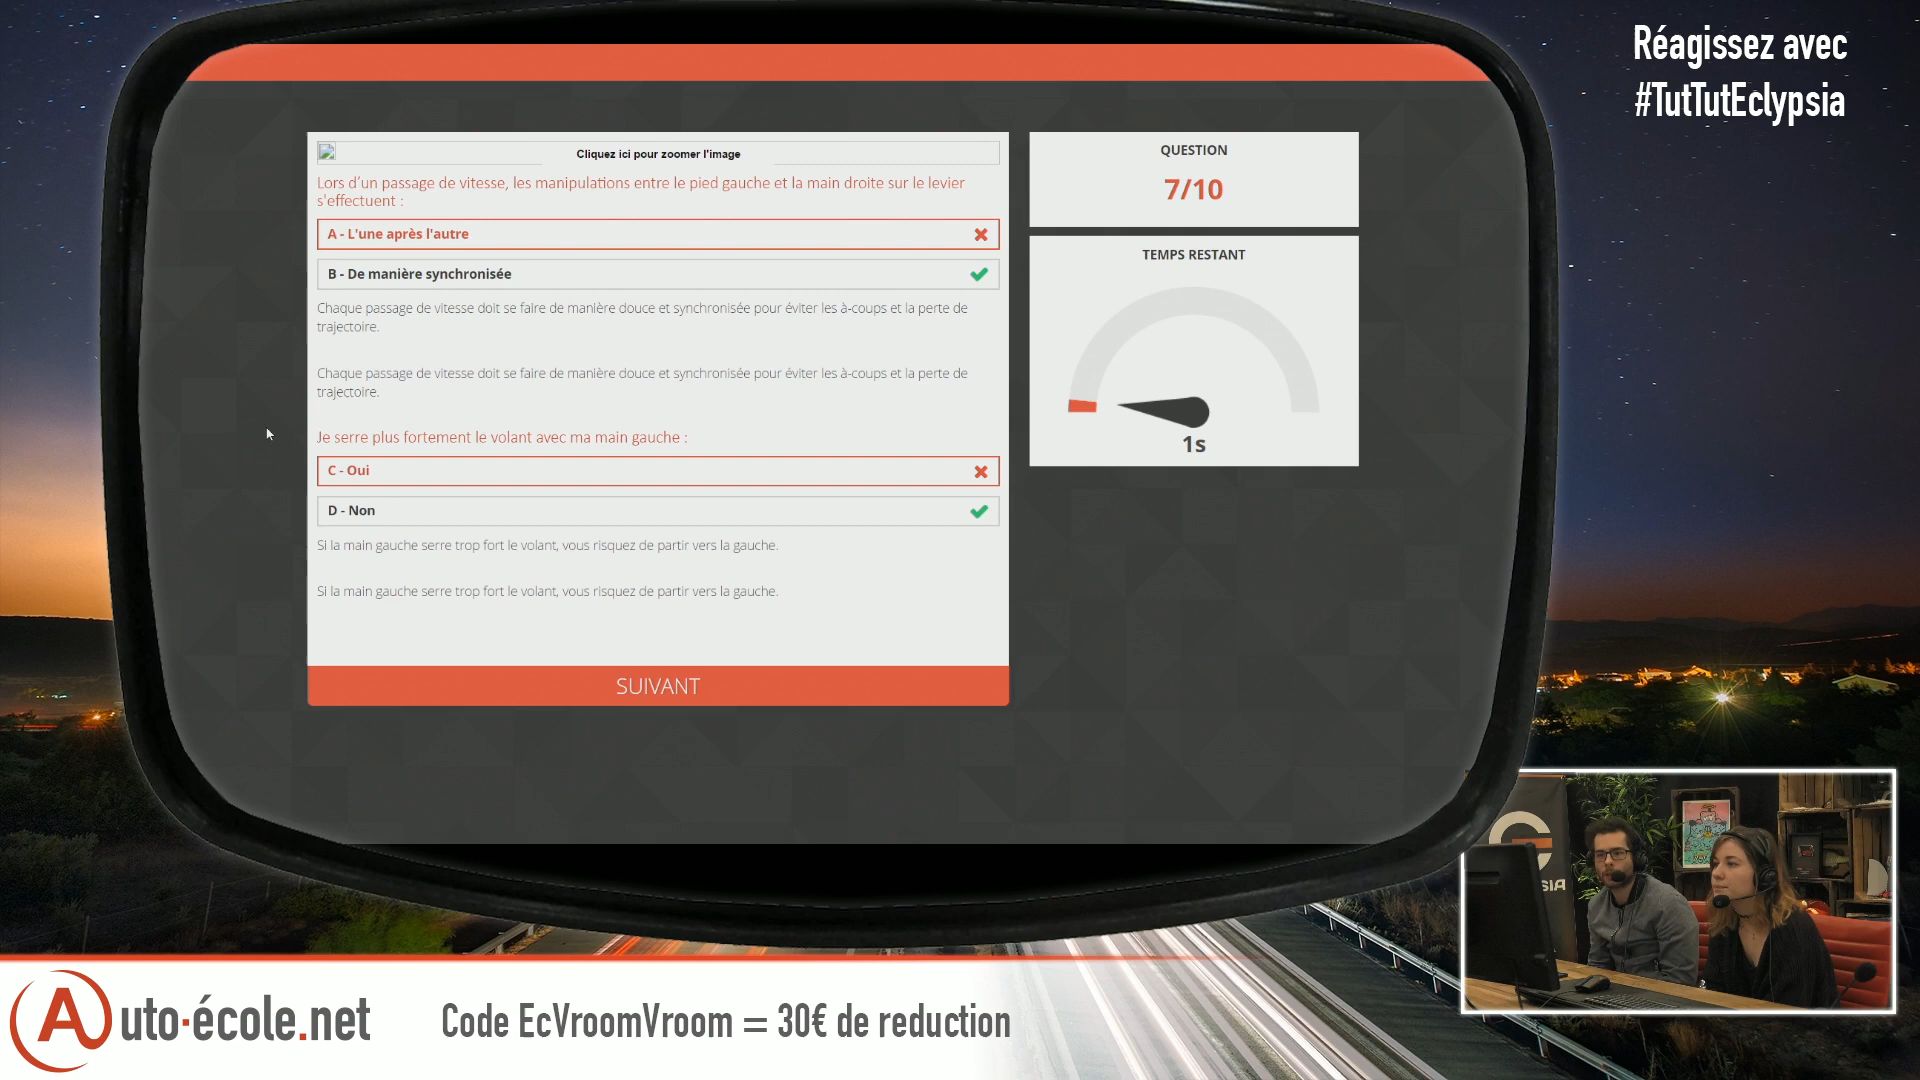 Réagissez avec
#TutTutEclypsia
Cliquez ici pour zoomer l'image
Lors d’un passage de vitesse, les manipulations entre le pied gauche et la main droite sur le levier
s'effectuent :
A - L'une après l'autre
B - De manière synchronisée
Chaque passage de vitesse doit se faire de manière douce et synchronisée pour éviter les à-coups et la perte de
trajectoire.
Chaque passage de vitesse doit se faire de manière douce et synchronisée pour éviter les à-coups et la perte de
trajectoire.
Je serre plus fortement le volant avec ma main gauche :
C - Oui
D - Non
Si la main gauche serre trop fort le volant, vous risquez de partir vers la gauche.
Si la main gauche serre trop fort le volant, vous risquez de partir vers la gauche.
SUIVANT
QUESTION
7/10
TEMPS RESTANT
1s
SIA
Auto-école.net
Code EcVroomVroom = 30€ de reduction